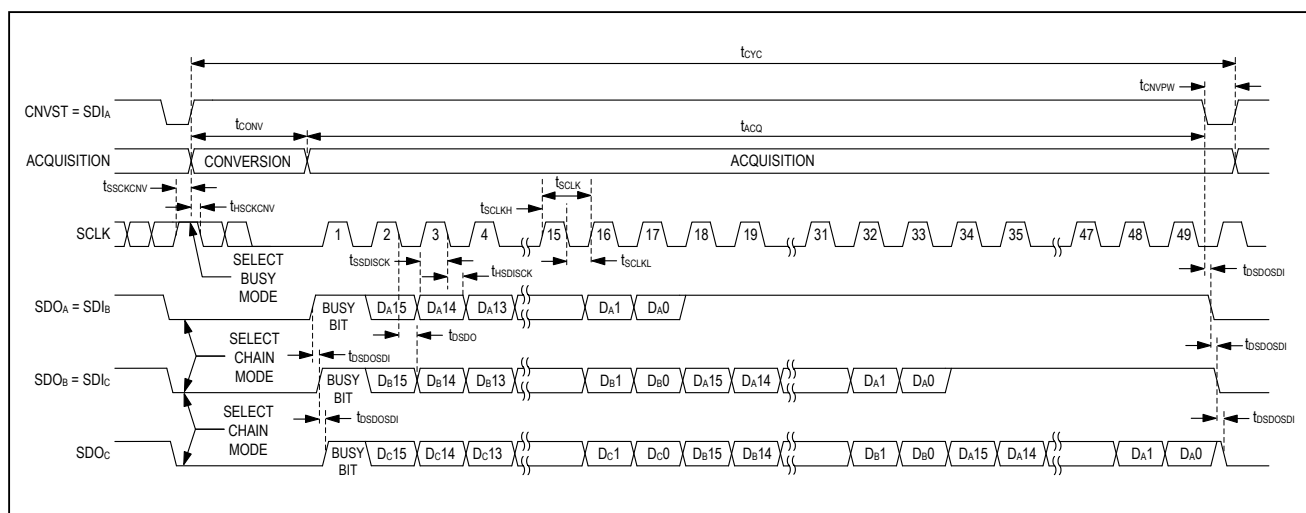 tCYC
tCNVPW
CNVST = SDIA
tCONV
tACQ
ACQUISITION
CONVERSION
ACQUISITION
tSSCKCNV
tHSCKCNV
tSCLK
tSCLKH
SCLK
1 2 3 4 15 16 17 18 19 31 32 33 34 35 47 48 49
tSCLKL
SELECT
BUSY
MODE
tSSDISCK
tHSDISCK
tDSDOSDI
SDOA = SDIB
BUSY
BIT
DA15 DA14 DA13 DA1 DA0
SELECT
CHAIN
MODE
tDSDO
tDSDOSDI
tDSDOSDI
SDOB = SDIC
BUSY
BIT
DB15 DB14 DB13 DB1 DB0 DA15 DA14 DA1 DA0
SELECT
CHAIN
MODE
tDSDOSDI
tDSDOSDI
SDOC
BUSY
BIT
DC15 DC14 DC13 DC1 DC0 DB15 DB14 DB1 DB0 DA15 DA14 DA1 DA0